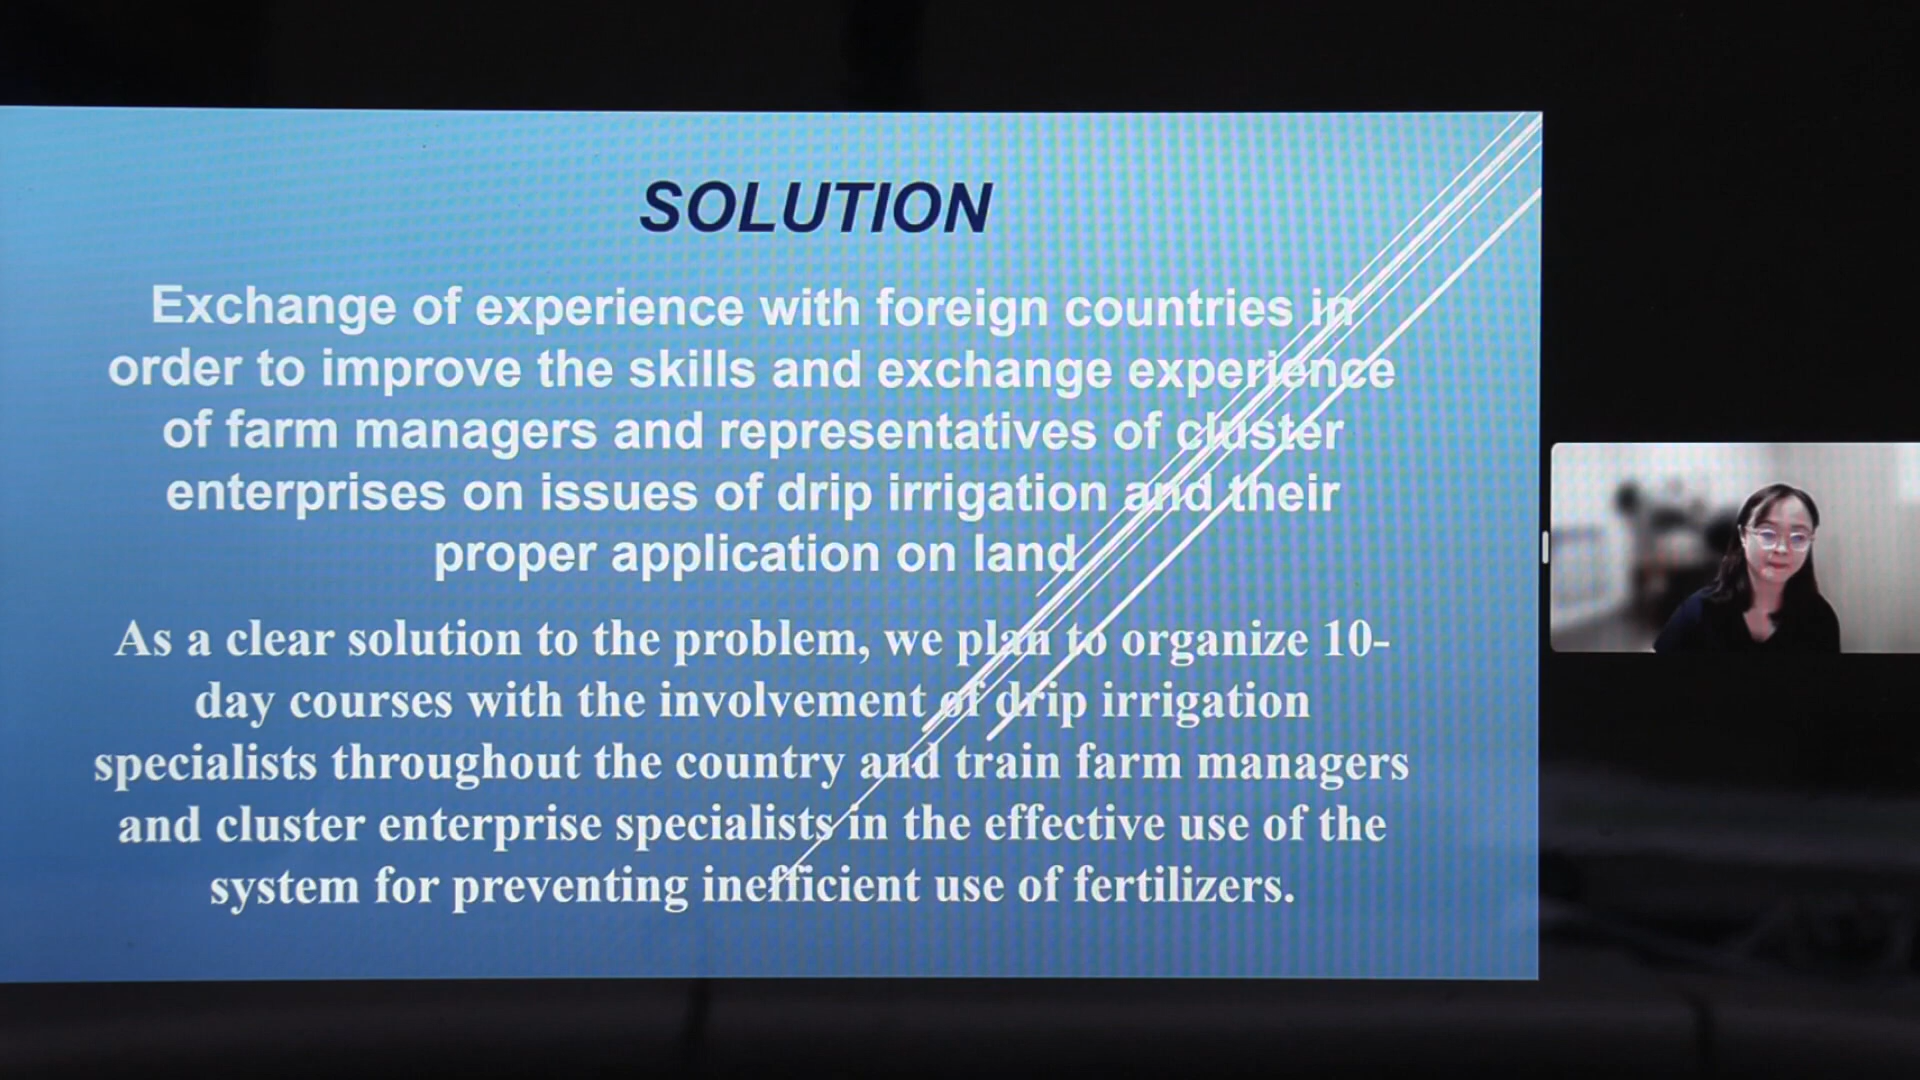 SOLUTION
Exchange of experience with foreign countries in
order to improve the skills and exchange experience
of farm managers and representatives of cluster
enterprises on issues of drip irrigation and their
proper application on land
As a clear solution to the problem, we plan to organize 10-
day courses with the involvement of drip irrigation
specialists throughout the country and train farm managers
and cluster enterprise specialists in the effective use of the
system for preventing inefficient use of fertilizers.